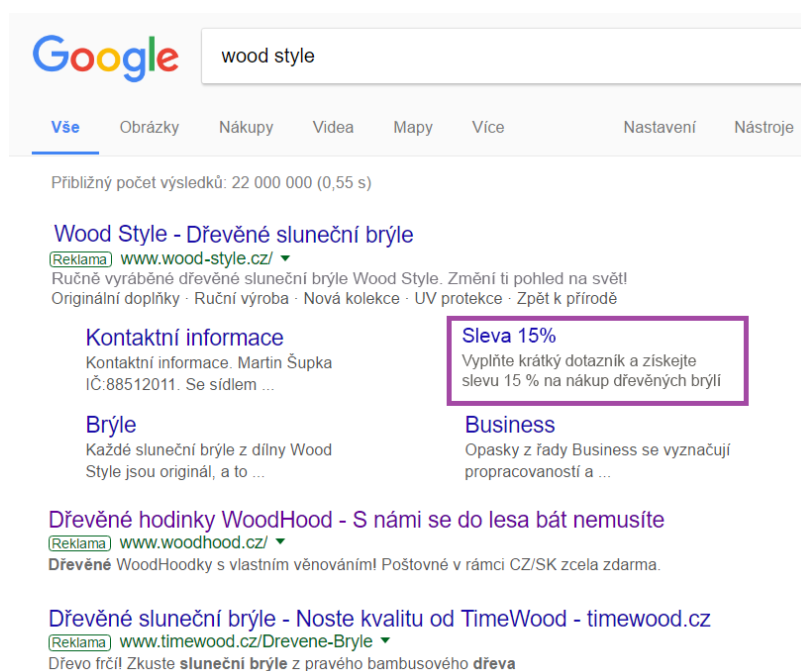 Google
wood style
Vše Obrázky Nákupy Videa Mapy Více Nastavení Nástroje
Přibližný počet výsledků: 22 000 000 (0,55 s)
Wood Style - Dřevěné sluneční brýle
Reklama www.wood-style.cz/
Ručně vyráběné dřevěné sluneční brýle Wood Style. Změní ti pohled na svět!
Originální doplňky · Ruční výroba · Nová kolekce · UV protekce · Zpět k přírodě
Kontaktní informace
Kontaktní informace. Martin Šupka
IČ:88512011. Se sídlem ...
Sleva 15%
Vyplňte krátký dotazník a získejte
slevu 15 % na nákup dřevěných brýlí
Brýle
Každé sluneční brýle z dílny Wood
Style jsou originál, a to ...
Business
Opasky z řady Business se vyznačují
propracovaností a ...
Dřevěné hodinky WoodHood - S námi se do lesa bát nemusíte
Reklama www.woodhood.cz/
Dřevěné WoodHoodky s vlastním věnováním! Poštovné v rámci CZ/SK zcela zdarma.
Dřevěné sluneční brýle - Noste kvalitu od TimeWood - timewood.cz
Reklama www.timewood.cz/Drevene-Bryle
Dřevo frčí! Zkuste sluneční brýle z pravého bambusového dřeva